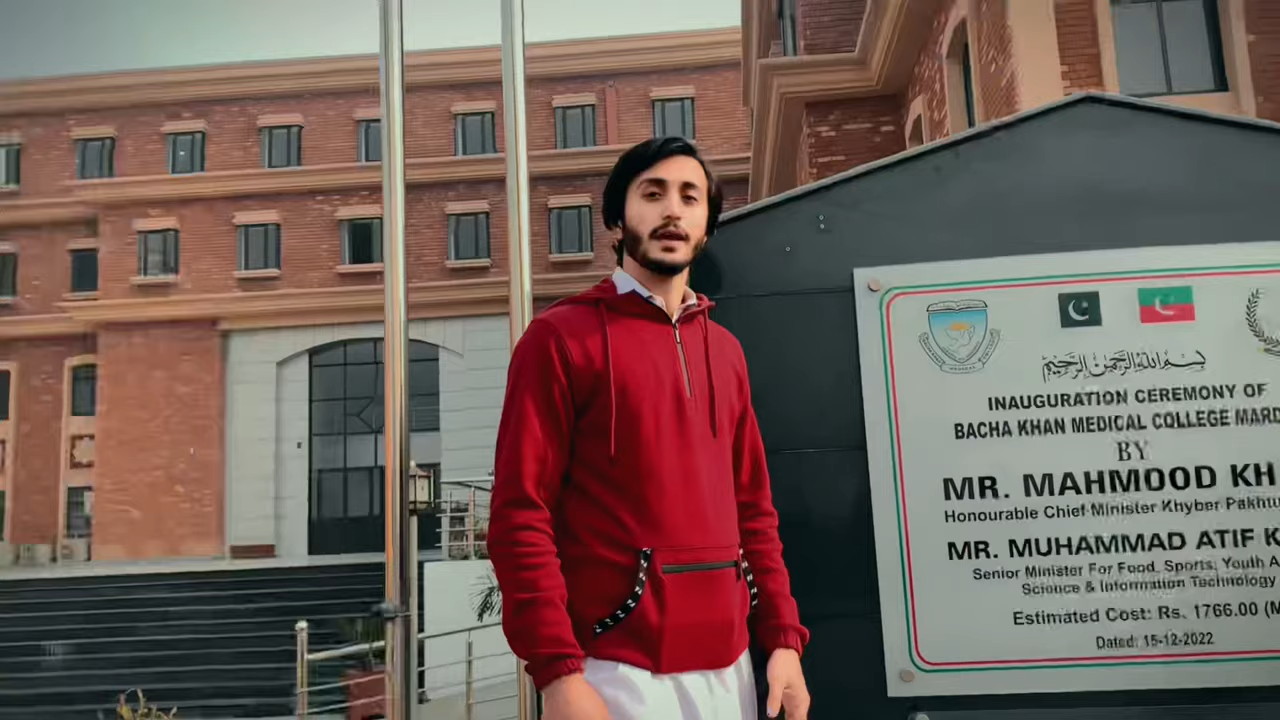 بسم الله الرحمن الرحيم
INAUGURATION CEREMONY OF
BACHA KHAN MEDICAL COLLEGE MARD
BY
MR. MAHMOOD KH
Honourable Chief Minister Khyber Pakhtu
MR. MUHAMMAD ATIF K
Senior Minister For Food, Sports, Youth A
Science & Information Technology
Estimated Cost: Rs. 1766.00 (M
Dated: 15-12-2022